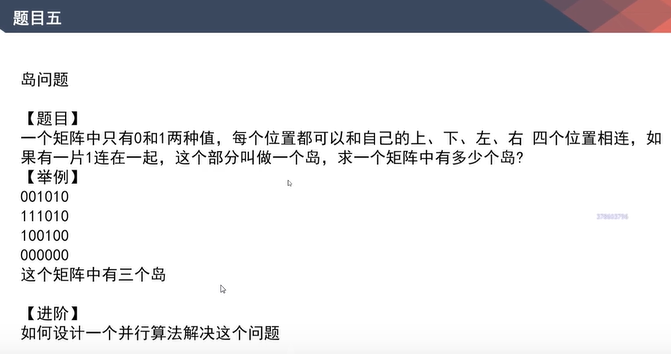 题目五
岛问题
【题目】
一个矩阵中只有0和1两种值，每个位置都可以和自己的上、下、左、右 四个位置相连，如
果有一片1连在一起，这个部分叫做一个岛，求一个矩阵中有多少个岛?
【举例】
001010
111010
100100
000000
这个矩阵中有三个岛
【进阶】
如何设计一个并行算法解决这个问题